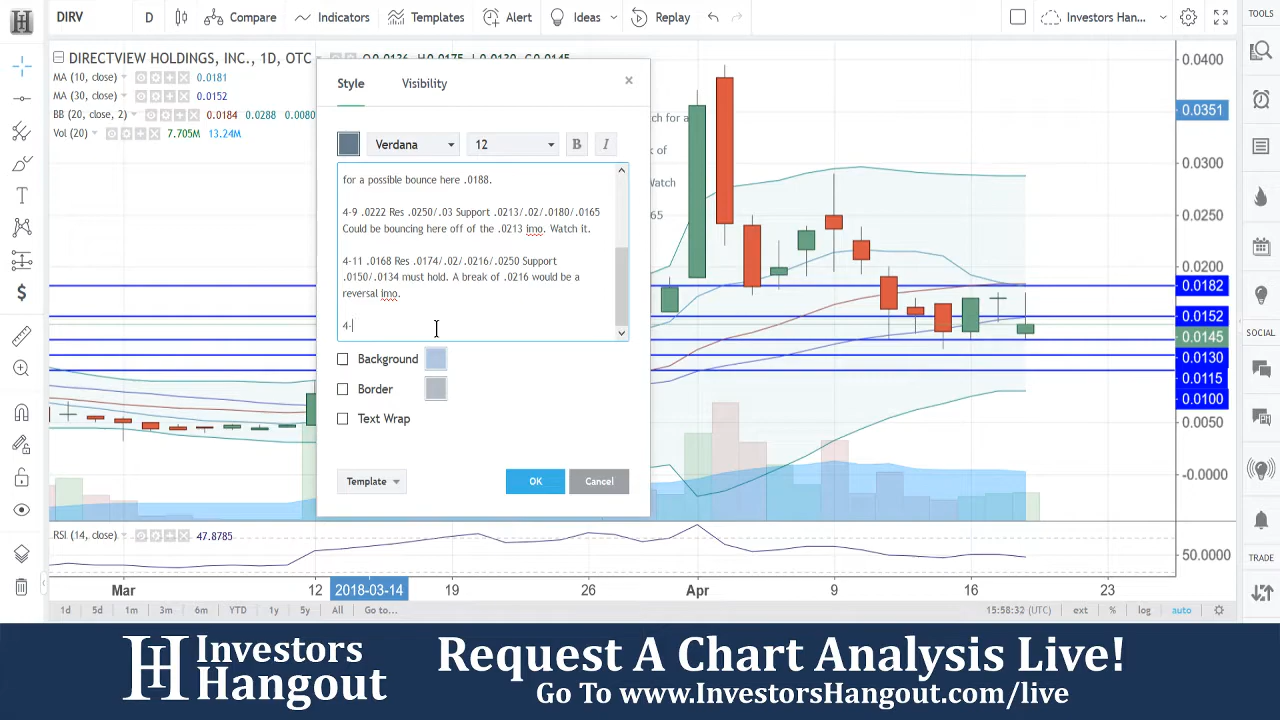 DIRV D Compare Indicators Templates Alert Ideas Replay Investors Han... TOOLS
DIRECTVIEW HOLDINGS, INC., 1D, OTC
MA (10, close) 0.0181
MA (30, close) 0.0152
BB (20, close, 2) 0.0184 0.0288 0.0080
Vol (20) 7.705M 13.24M
Style Visibility ×
Verdana 12 B I
for a possible bounce here .0188.
4-9 .0222 Res .0250/.03 Support .0213/.02/.0180/.0165
Could be bouncing here off of the .0213 imo. Watch it.
4-11 .0168 Res .0174/.02/.0216/.0250 Support
.0150/.0134 must hold. A break of .0216 would be a
reversal imo.
4-
Background
Border
Text Wrap
Template OK Cancel
tch for a
k of
Watch
65
0.0400
0.0351
0.0300
0.0250
0.0200
0.0182
0.0152
0.0145
0.0130
0.0115
0.0100
0.0050
-0.0000
SOCIAL
TRADE
RSI (14, close) 47.8785
50.0000
Mar 12 2018-03-14 19 26 Apr 9 16 23
1d 5d 1m 3m 6m YTD 1y 5y All Go to... 15:58:32 (UTC) ext % log auto
IH Investors
Hangout
Request A Chart Analysis Live!
Go To www.InvestorsHangout.com/live